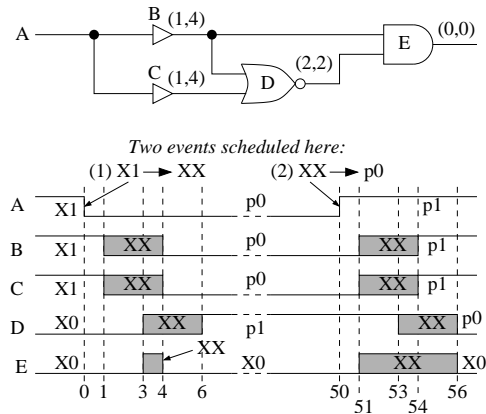 B (1,4)
E (0,0)
A
C (1,4)
D (2,2)
Two events scheduled here:
(1) X1 XX (2) XX p0
A X1 p0 p1
B X1 XX p0 XX p1
C X1 XX p0 XX p1
D X0 XX p1 XX p0
XX
E X0 X0 XX X0
0 1 3 4 6 50 51 53 54 56